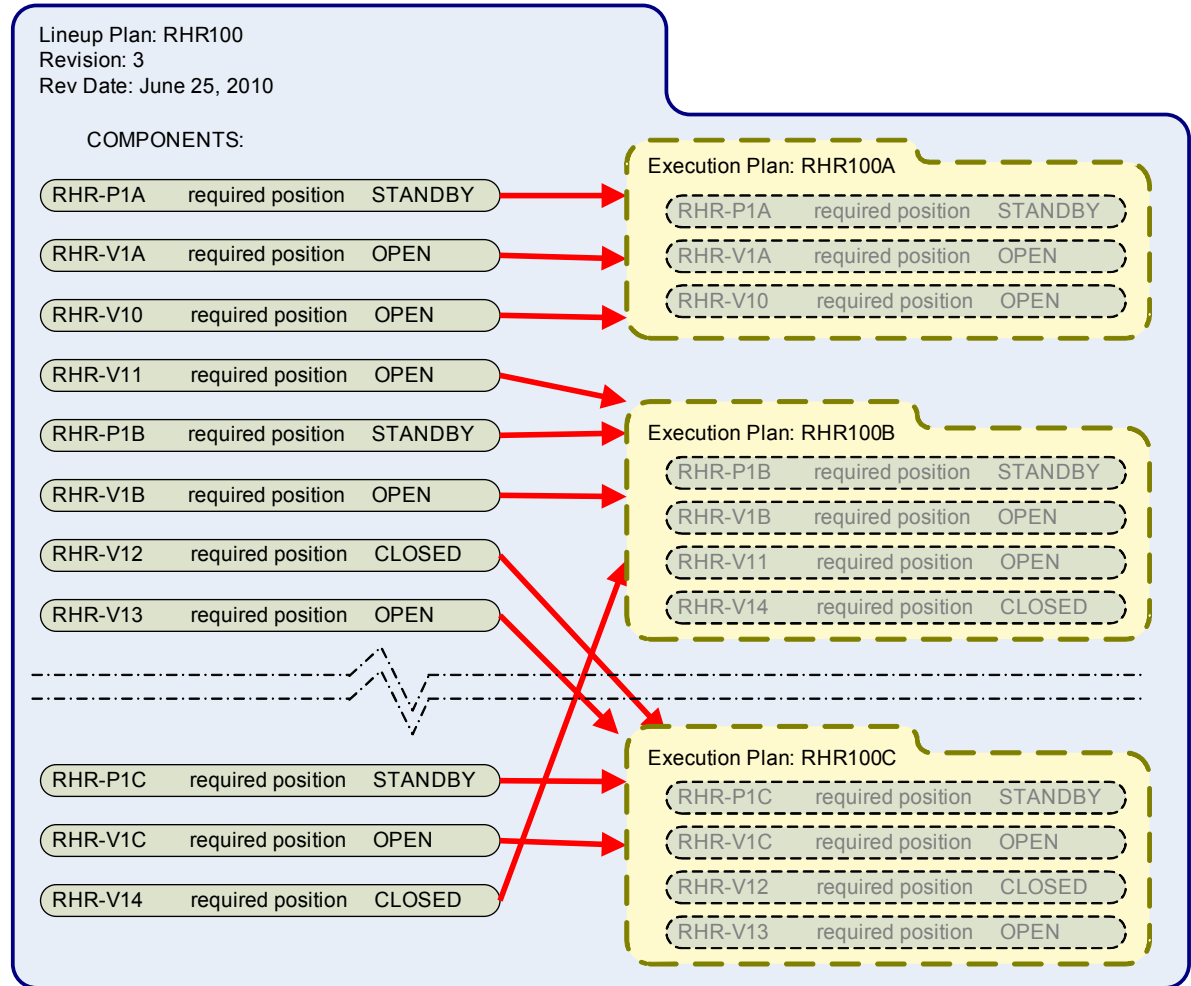 Lineup Plan: RHR100
Revision: 3
Rev Date: June 25, 2010
COMPONENTS:
RHR-P1A required position STANDBY
RHR-V1A required position OPEN
RHR-V10 required position OPEN
RHR-V11 required position OPEN
RHR-P1B required position STANDBY
RHR-V1B required position OPEN
RHR-V12 required position CLOSED
RHR-V13 required position OPEN
RHR-P1C required position STANDBY
RHR-V1C required position OPEN
RHR-V14 required position CLOSED
Execution Plan: RHR100A
RHR-P1A required position STANDBY
RHR-V1A required position OPEN
RHR-V10 required position OPEN
Execution Plan: RHR100B
RHR-P1B required position STANDBY
RHR-V1B required position OPEN
RHR-V11 required position OPEN
RHR-V14 required position CLOSED
Execution Plan: RHR100C
RHR-P1C required position STANDBY
RHR-V1C required position OPEN
RHR-V12 required position CLOSED
RHR-V13 required position OPEN